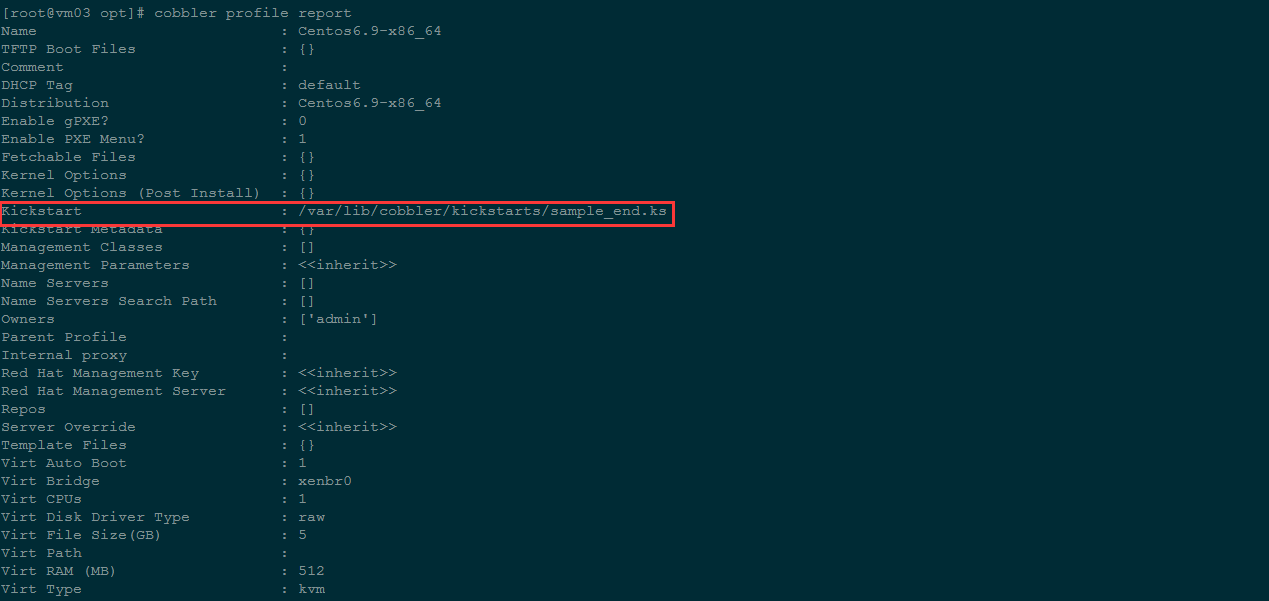 [root@vm03 opt]# cobbler profile report
Name : Centos6.9-x86_64
TFTP Boot Files : {}
Comment :
DHCP Tag : default
Distribution : Centos6.9-x86_64
Enable gPXE? : 0
Enable PXE Menu? : 1
Fetchable Files : {}
Kernel Options : {}
Kernel Options (Post Install) : {}
Kickstart : /var/lib/cobbler/kickstarts/sample_end.ks
Kickstart Metadata : {}
Management Classes : []
Management Parameters : <<inherit>>
Name Servers : []
Name Servers Search Path : []
Owners : ['admin']
Parent Profile :
Internal proxy :
Red Hat Management Key : <<inherit>>
Red Hat Management Server : <<inherit>>
Repos : []
Server Override : <<inherit>>
Template Files : {}
Virt Auto Boot : 1
Virt Bridge : xenbr0
Virt CPUs : 1
Virt Disk Driver Type : raw
Virt File Size(GB) : 5
Virt Path :
Virt RAM (MB) : 512
Virt Type : kvm